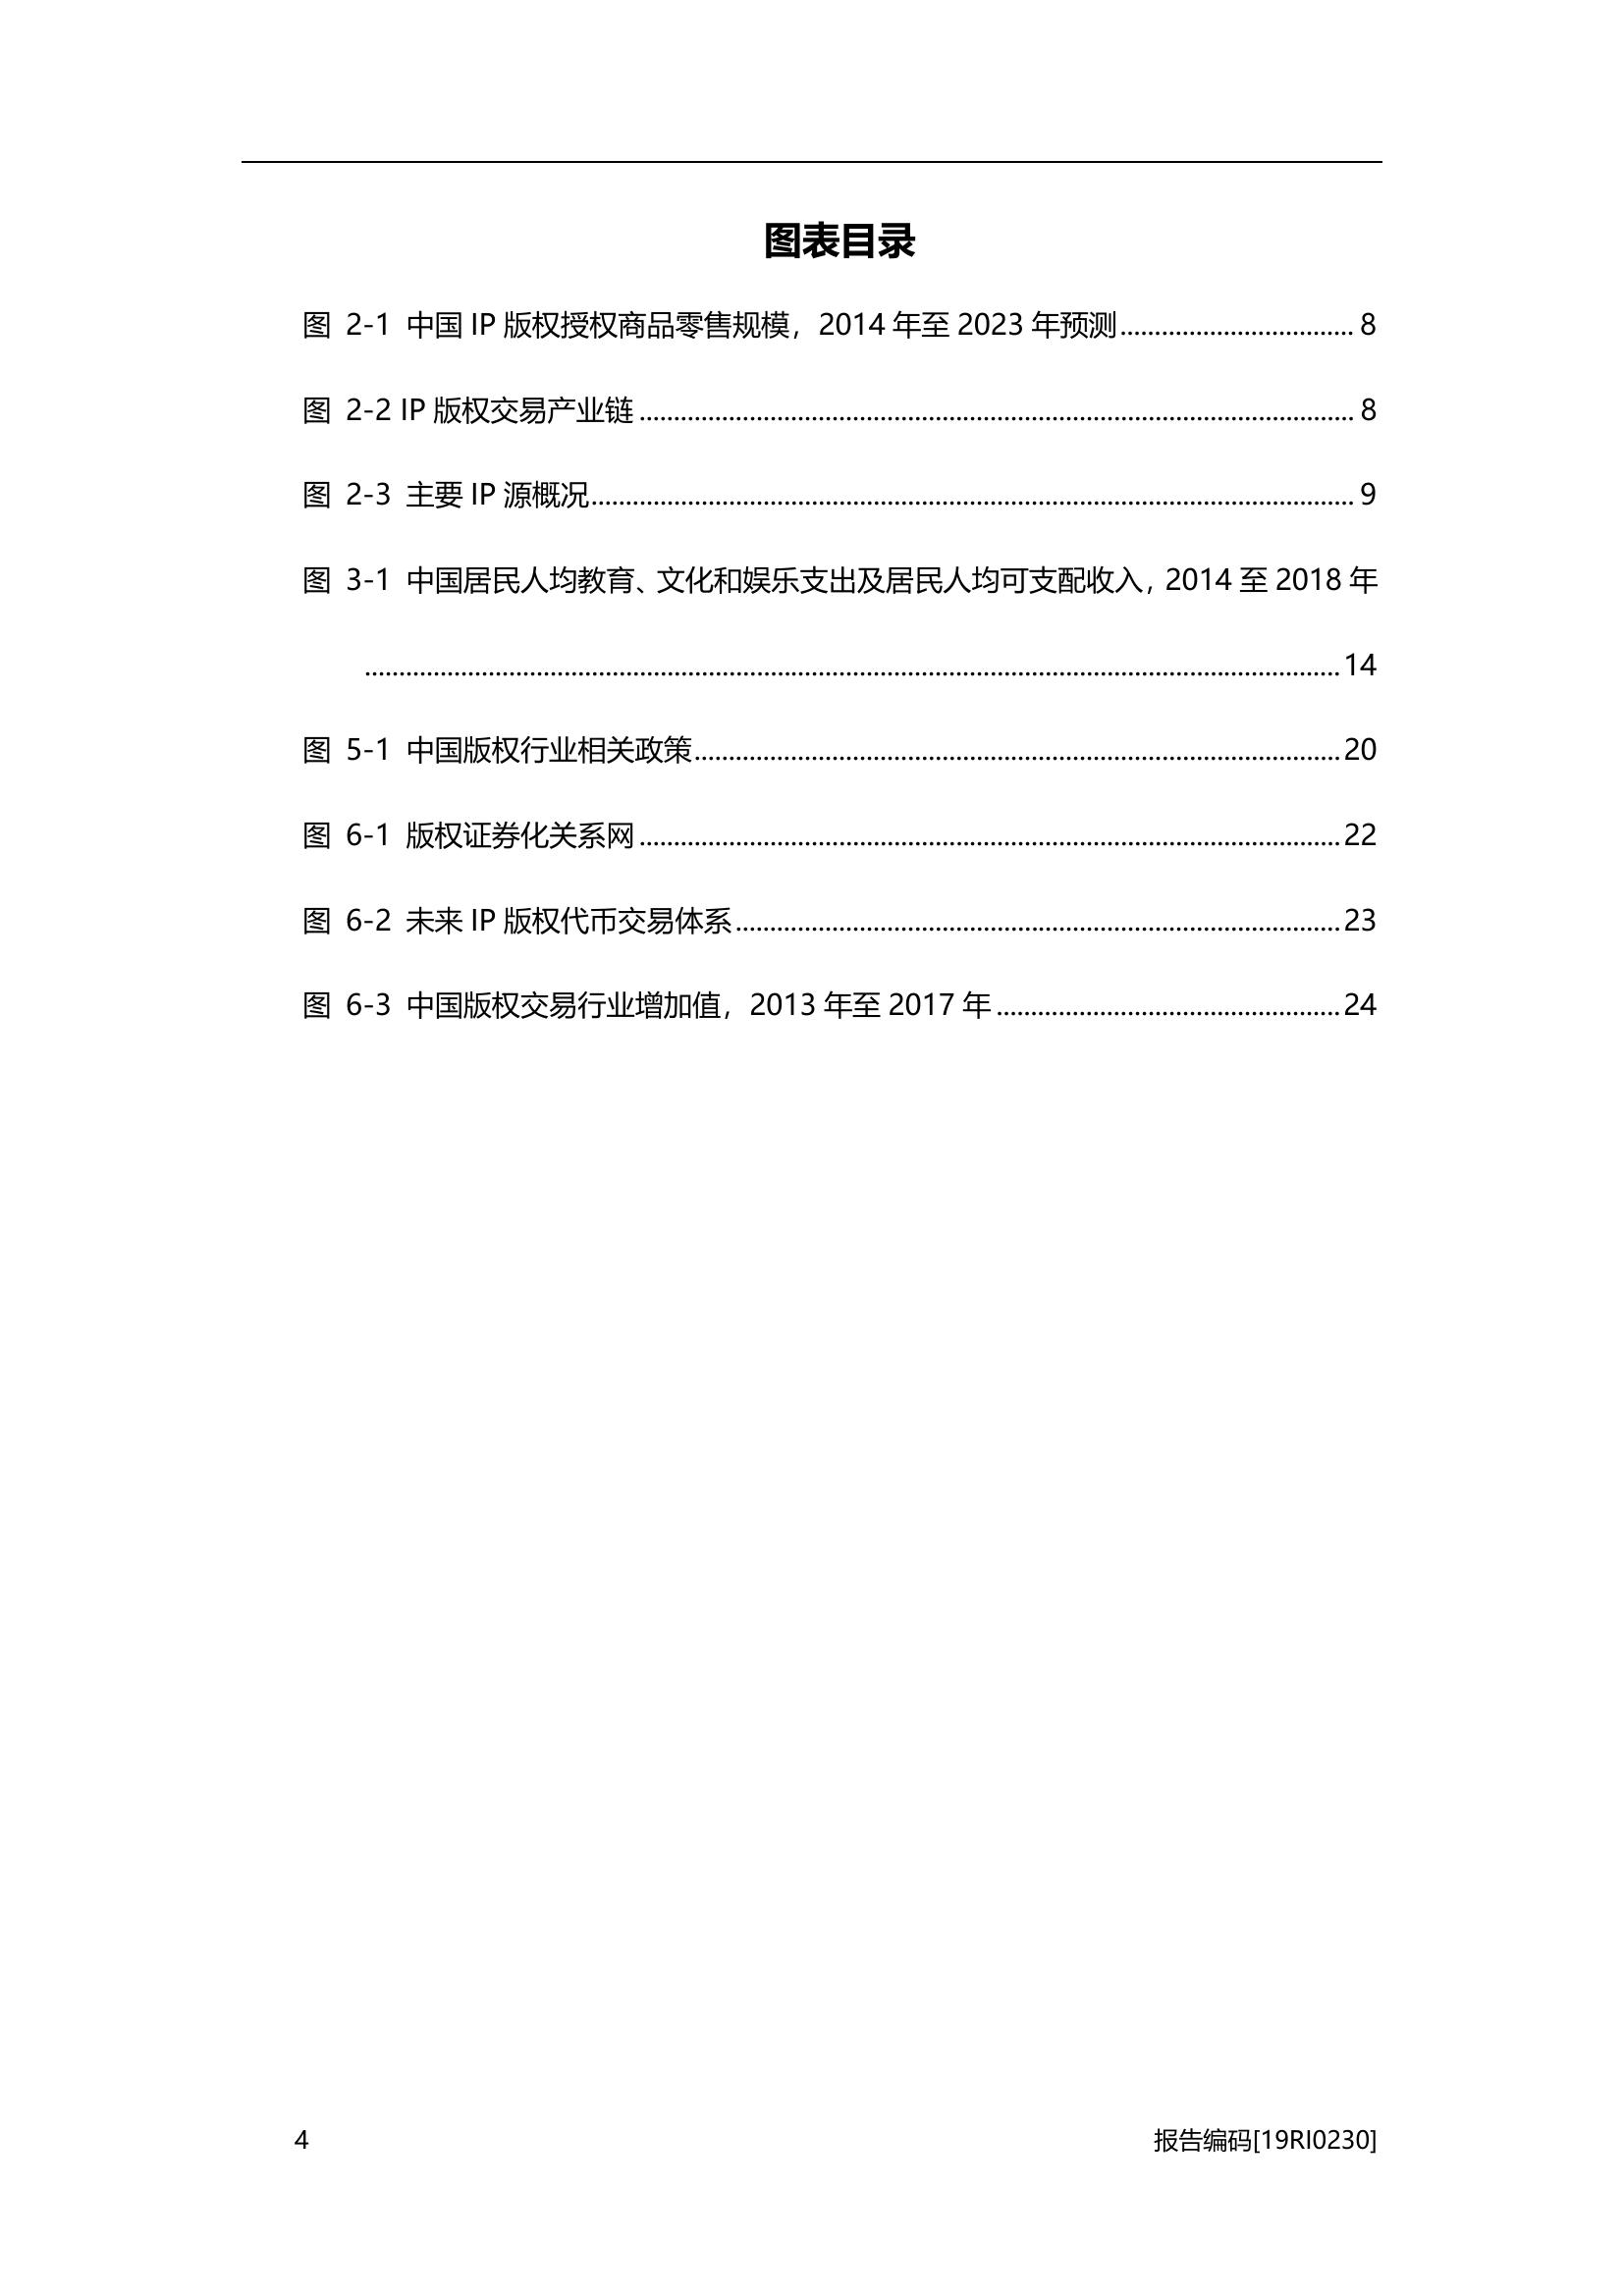 图表目录
图 2-1 中国 IP 版权授权商品零售规模，2014 年至 2023 年预测.................................. 8
图 2-2 IP 版权交易产业链........................................................................................................ 8
图 2-3 主要 IP 源概况............................................................................................................... 9
图 3-1 中国居民人均教育、文化和娱乐支出及居民人均可支配收入，2014 至 2018 年
.............................................................................................................................................. 14
图 5-1 中国版权行业相关政策.............................................................................................. 20
图 6-1 版权证券化关系网...................................................................................................... 22
图 6-2 未来 IP 版权代币交易体系........................................................................................ 23
图 6-3 中国版权交易行业增加值，2013 年至 2017 年.................................................. 24
4 报告编码[19RI0230]